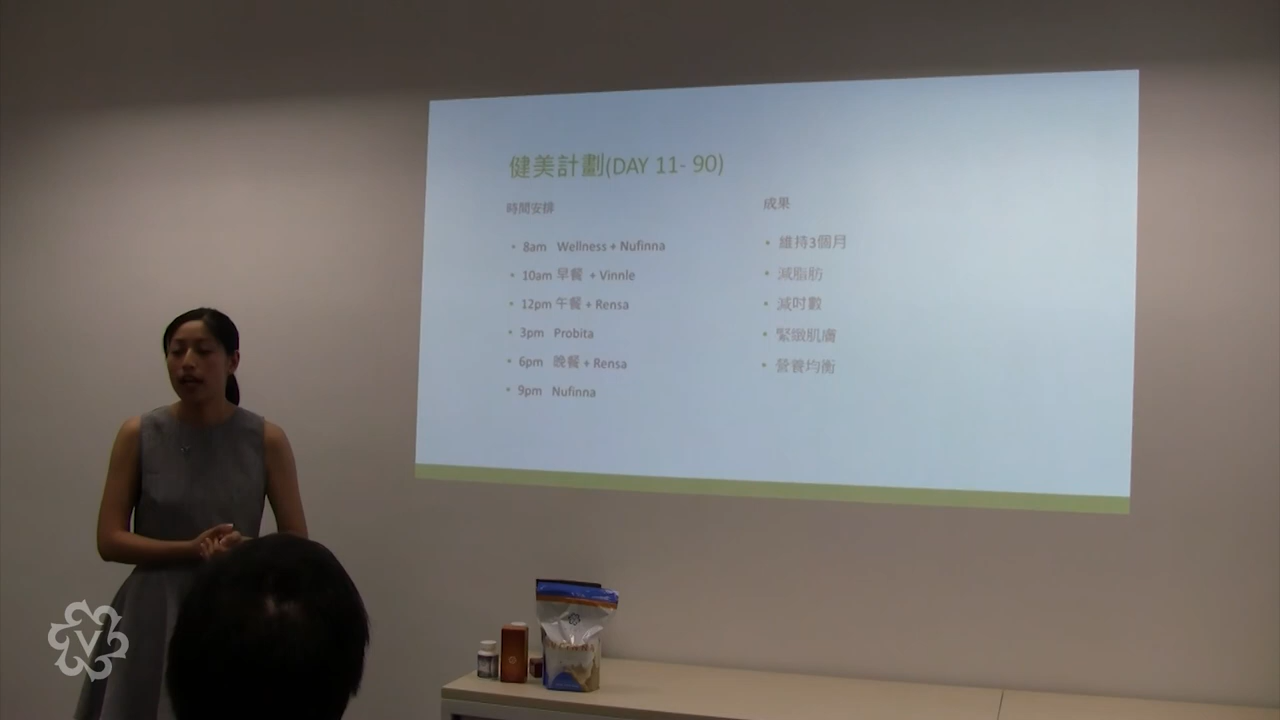 健美計劃(DAY 11- 90)
時間安排
• 8am Wellness + Nufinna
• 10am 早餐 + Vinnle
• 12pm 午餐 + Rensa
• 3pm Probita
• 6pm 晚餐 + Rensa
• 9pm Nufinna
成果
• 維持3個月
• 減脂肪
• 減吋數
• 緊緻肌膚
• 營養均衡
V